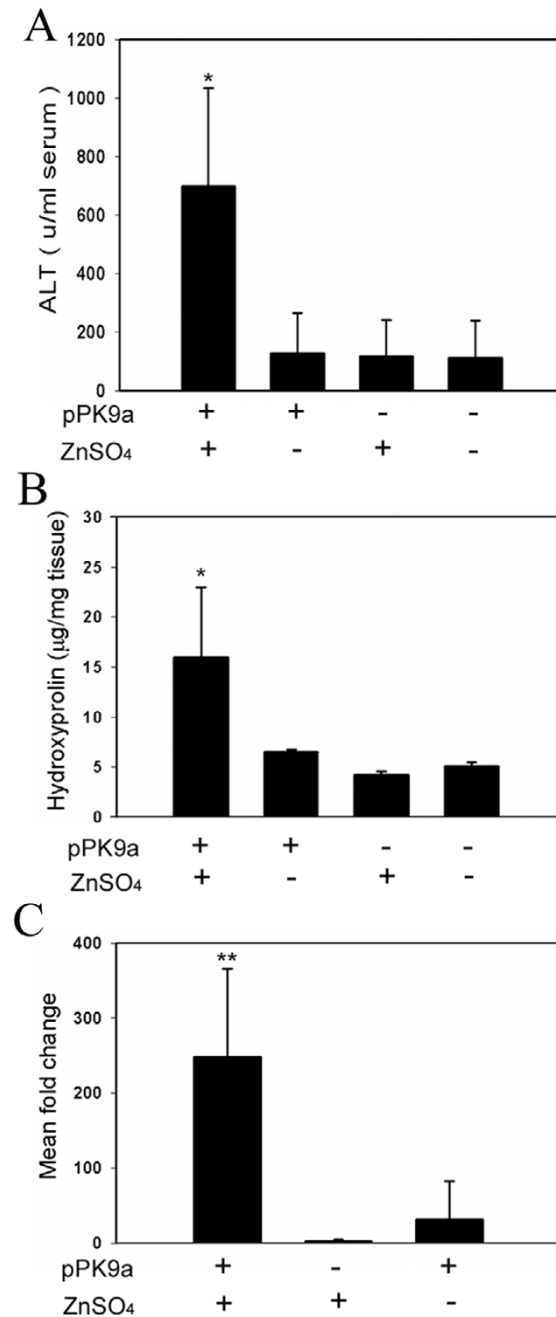 A
ALT ( u/ml serum )
1200
1000
800
600
400
200
0
*
pPK9a + + - -
ZnSO4 + - + -
B
Hydroxyprolin (µg/mg tissue)
30
25
20
15
10
5
0
*
pPK9a + + - -
ZnSO4 + - + -
C
Mean fold change
400
300
200
100
0
**
pPK9a + - +
ZnSO4 + + -